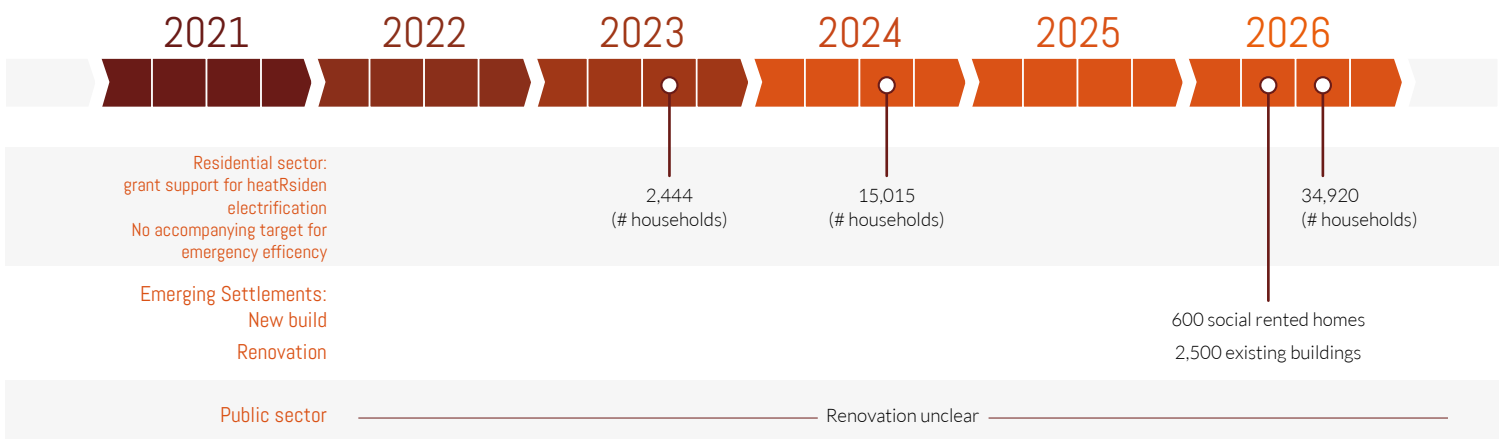 2021 2022 2023 2024 2025 2026
Residential sector:
grant support for heatRsiden
electrification
No accompanying target for
emergency efficency
2,444
(# households)
15,015
(# households)
34,920
(# households)
Emerging Settlements:
New build
600 social rented homes
Renovation
2,500 existing buildings
Public sector
Renovation unclear